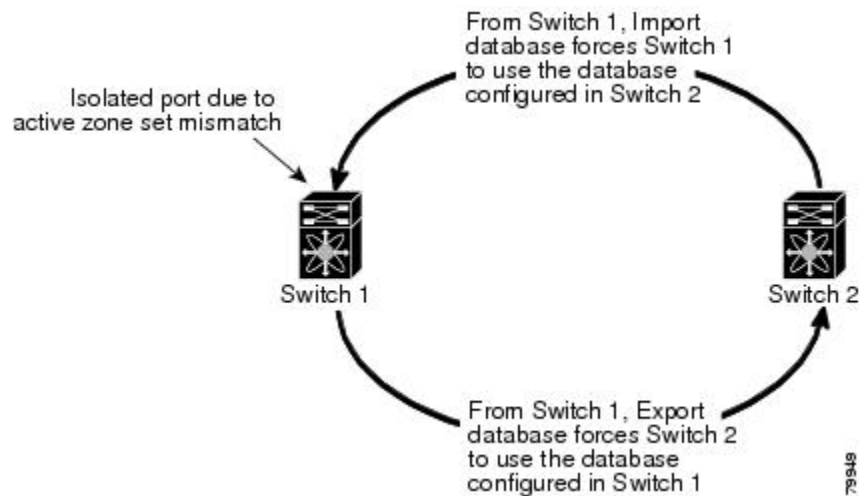 From Switch 1, Import
database forces Switch 1
to use the database
configured in Switch 2
Isolated port due to
active zone set mismatch
Switch 1
Switch 2
From Switch 1, Export
database forces Switch 2
to use the database
configured in Switch 1
79949